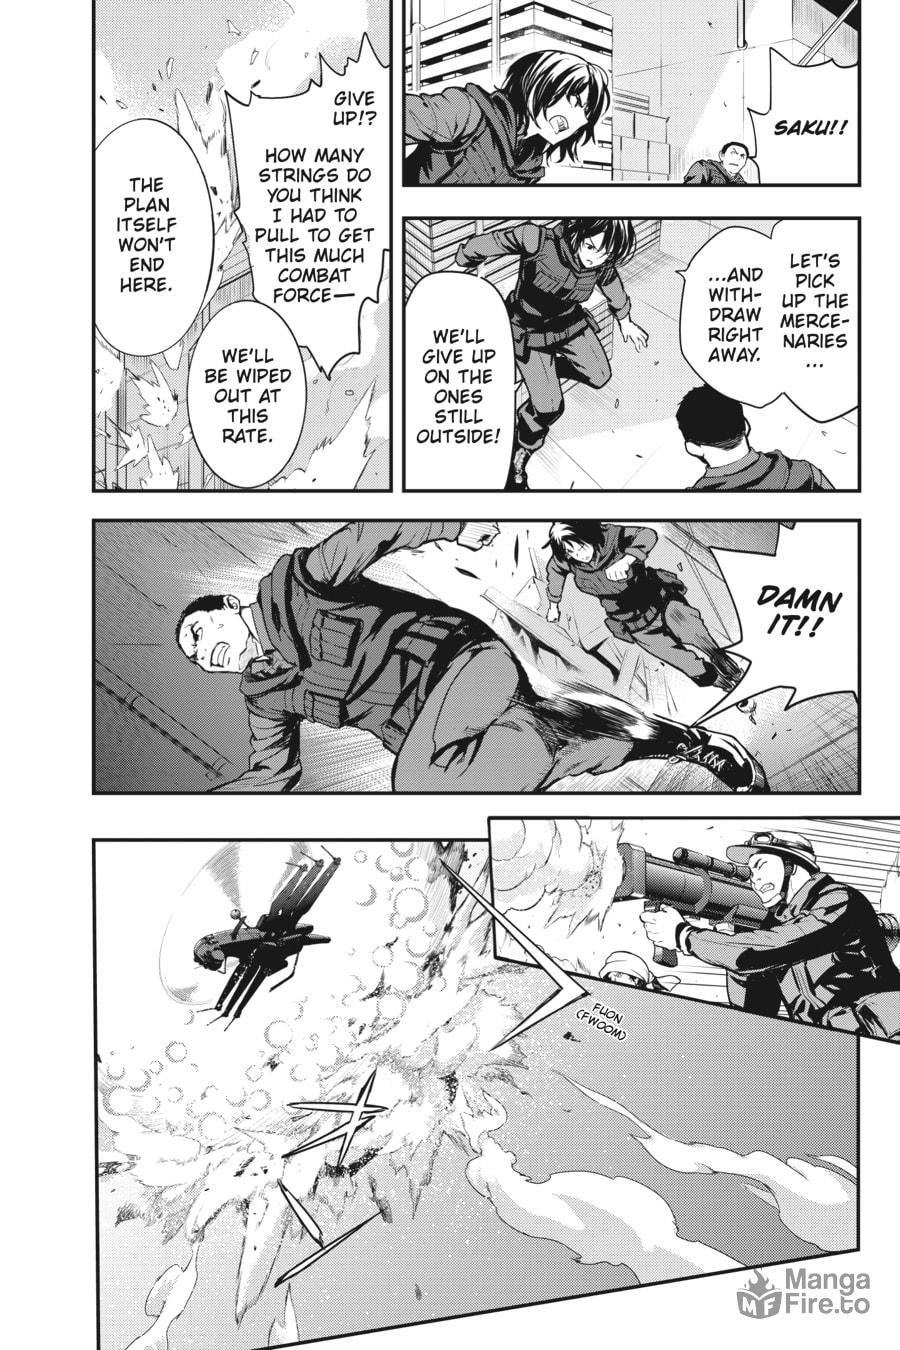 SAKU!!
LET'S
PICK
UP THE
MERCE-
NARIES
...
...AND
WITH-
DRAW
RIGHT
AWAY.
WE'LL
GIVE UP
ON THE
ONES
STILL
OUTSIDE!
GIVE
UP!?
HOW MANY
STRINGS DO
YOU THINK
I HAD TO
PULL TO GET
THIS MUCH
COMBAT
FORCE—
THE
PLAN
ITSELF
WON'T
END
HERE.
WE'LL
BE WIPED
OUT AT
THIS
RATE.
DAMN
IT!!
FUON
(FWOOM)
Manga
Fire.to
MF